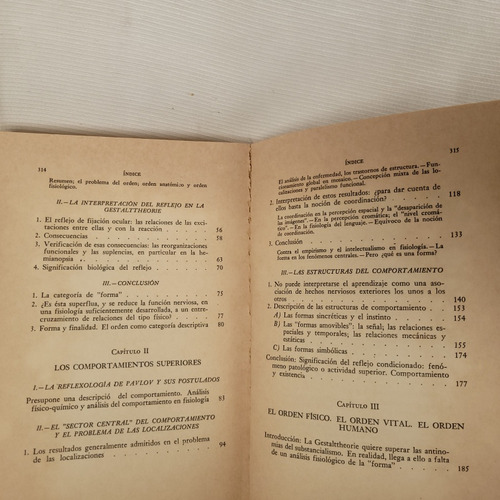 314
ÍNDICE
Resumen; el problema del orden; orden anatómico y orden
fisiológico.
II.—LA INTERPRETACIÓN DEL REFLEJO EN LA
GESTALTTHEORIE
1. El reflejo de fijación ocular: las relaciones de las exci-
taciones entre ellas y con la reacción . . 56
2. Consecuencias . . . 58
3. Verificación de esas consecuencias: las reorganizaciones
funcionales y las suplencias, en particular en la he-
mianopsia . . . 63
4. Significación biológica del reflejo . . . 70
III.—CONCLUSIÓN
1. La categoría de "forma" . . . 75
2. ¿Es ésta superflua, y se reduce la función nerviosa, en
una fisiología suficientemente desarrollada, a un entre-
cruzamiento de relaciones del tipo físico? . . . 77
3. Forma y finalidad. El orden como categoría descriptiva 80
CAPÍTULO II
LOS COMPORTAMIENTOS SUPERIORES
I.—LA REFLEXOLOGÍA DE PAVLOV Y SUS POSTULADOS
Presupone una descripció del comportamiento. Análisis
físico-químico y análisis del comportamiento en fisiología 83
II.—EL "SECTOR CENTRAL" DEL COMPORTAMIENTO
Y EL PROBLEMA DE LAS LOCALIZACIONES
1. Los resultados generalmente admitidos en el problema
de las localizaciones . . . 94
ÍNDICE
315
El análisis de la enfermedad, los trastornos de estructura.—Fun-
cionamiento global en mosaico.—Concepción mixta de las lo-
calizaciones y paralelismo funcional.
2. Interpretación de estos resultados: ¿para dar cuenta de
ellos basta la noción de coordinación? . . . 118
La coordinación en la percepción espacial y la "desaparición de
las imágenes".—En la percepción cromática; el "nivel cromá-
tico".—En la fisiología del lenguaje.—Equívoco de la noción
de coordinación.
3. Conclusión . . . 133
Contra el empirismo y el intelectualismo en fisiología.—La for-
ma en los fenómenos centrales.—Pero ¿qué es una forma?
III.—LAS ESTRUCTURAS DEL COMPORTAMIENTO
1. No puede interpretarse el aprendizaje como una aso-
ciación de hechos nerviosos exteriores los unos a los
otros . . . 140
2. Descripción de las estructuras de comportamiento . . 153
A) Las formas sincréticas . . . 154
B) Las "formas amovibles": la señal; las relaciones es-
paciales y temporales; las relaciones mecánicas y
estáticas . . . 155
C) Las formas simbólicas . . . 174
Conclusión: Significación del reflejo condicionado: fenó-
meno patológico o actividad superior. Comportamiento
y existencia . . . 177
CAPÍTULO III
EL ORDEN FÍSICO. EL ORDEN VITAL. EL ORDEN
HUMANO
Introducción: La Gestalttheorie quiere superar las antino-
mias del substancialismo. En realidad, llega a ello a falta
de un análisis fisiológico de la "forma" . . . 185